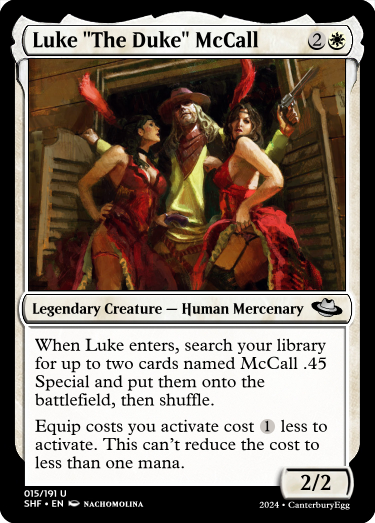 Luke "The Duke" McCall 2
Legendary Creature — Human Mercenary
When Luke enters, search your library
for up to two cards named McCall .45
Special and put them onto the
battlefield, then shuffle.
Equip costs you activate cost 1 less to
activate. This can't reduce the cost to
less than one mana.
2/2
015/191 U
SHF • EN NACHOMOLINA
2024 • CanterburyEgg